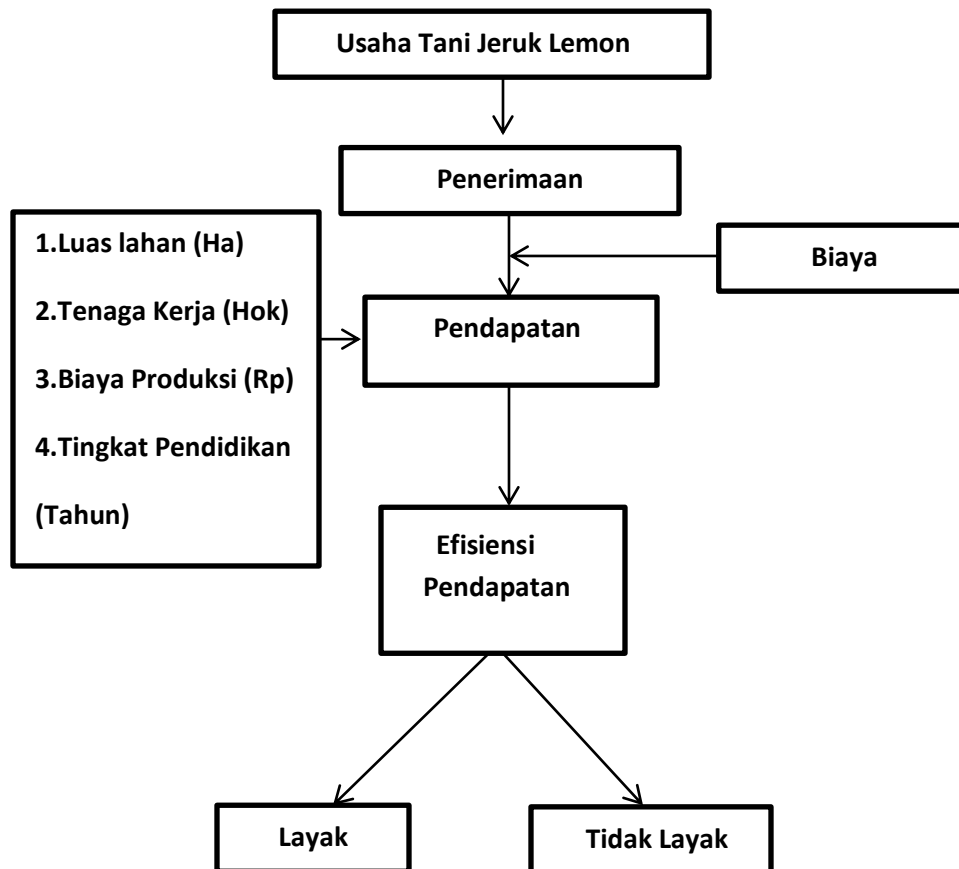 Usaha Tani Jeruk Lemon
Penerimaan
1.Luas lahan (Ha)
2.Tenaga Kerja (Hok)
3.Biaya Produksi (Rp)
4.Tingkat Pendidikan
(Tahun)
Biaya
Pendapatan
Efisiensi
Pendapatan
Layak
Tidak Layak